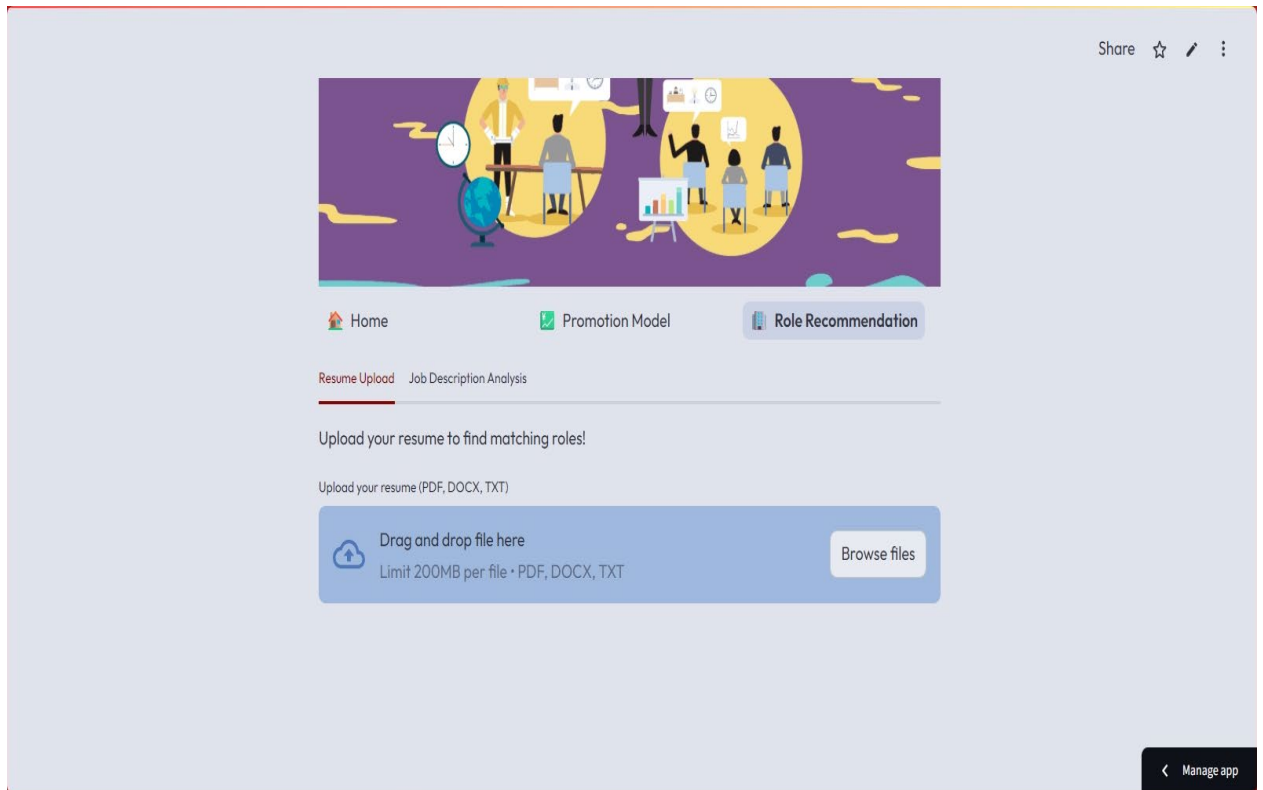 Share
Home Promotion Model Role Recommendation
Resume Upload Job Description Analysis
Upload your resume to find matching roles!
Upload your resume (PDF, DOCX, TXT)
Drag and drop file here
Limit 200MB per file • PDF, DOCX, TXT
Browse files
Manage app